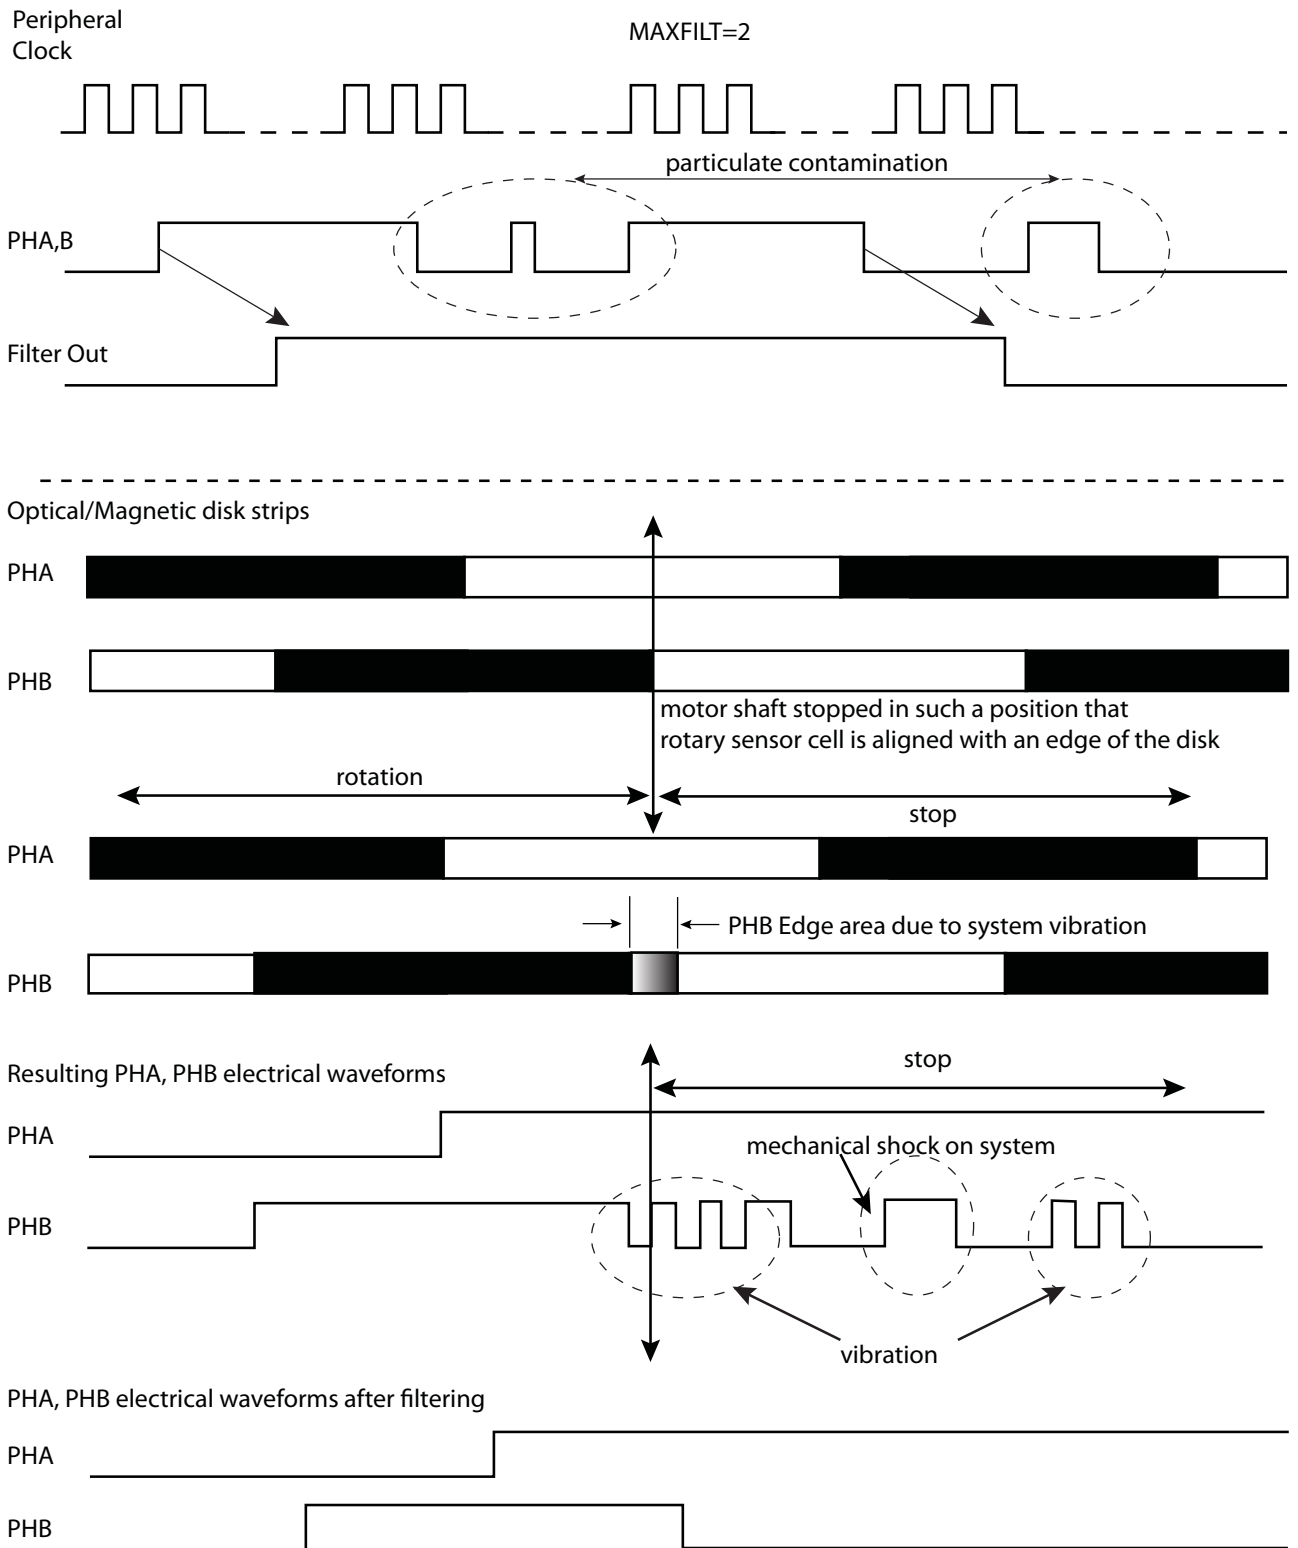 Peripheral
Clock
MAXFILT=2
particulate contamination
PHA,B
Filter Out
Optical/Magnetic disk strips
PHA
PHB
motor shaft stopped in such a position that
rotary sensor cell is aligned with an edge of the disk
rotation
stop
PHA
PHB Edge area due to system vibration
PHB
stop
Resulting PHA, PHB electrical waveforms
PHA
mechanical shock on system
PHB
vibration
PHA, PHB electrical waveforms after filtering
PHA
PHB